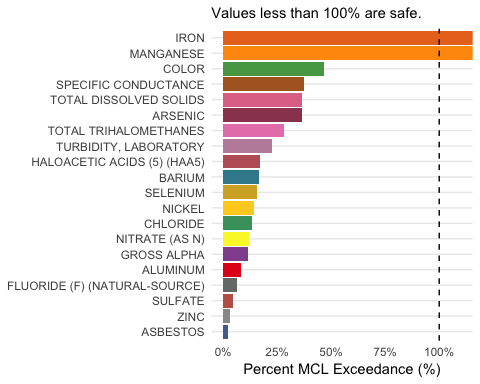 Values less than 100% are safe.
IRON
MANGANESE
COLOR
SPECIFIC CONDUCTANCE
TOTAL DISSOLVED SOLIDS
ARSENIC
TOTAL TRIHALOMETHANES
TURBIDITY, LABORATORY
HALOACETIC ACIDS (5) (HAA5)
BARIUM
SELENIUM
NICKEL
CHLORIDE
NITRATE (AS N)
GROSS ALPHA
ALUMINUM
FLUORIDE (F) (NATURAL-SOURCE)
SULFATE
ZINC
ASBESTOS
0% 25% 50% 75% 100%
Percent MCL Exceedance (%)